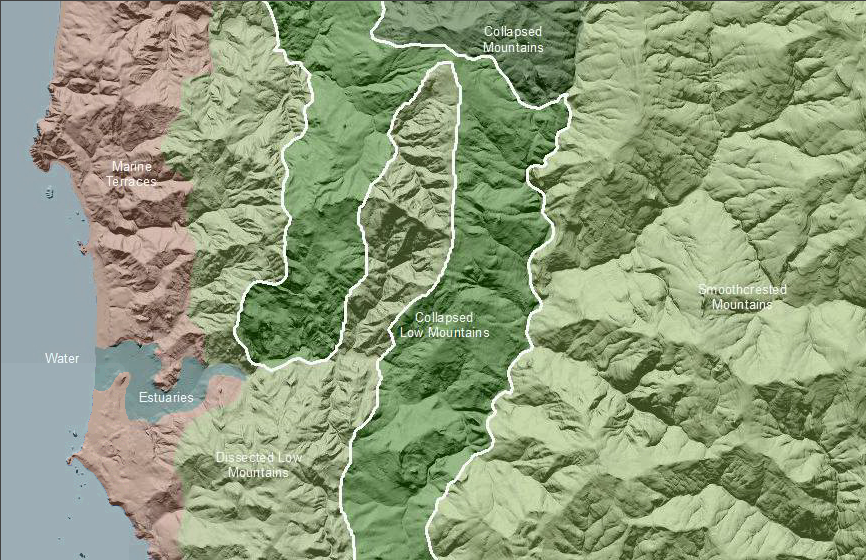 Collapsed
Mountains
Marine
Terraces
Smoothcrested
Mountains
Collapsed
Low Mountains
Water
Estuaries
Dissected Low
Mountains